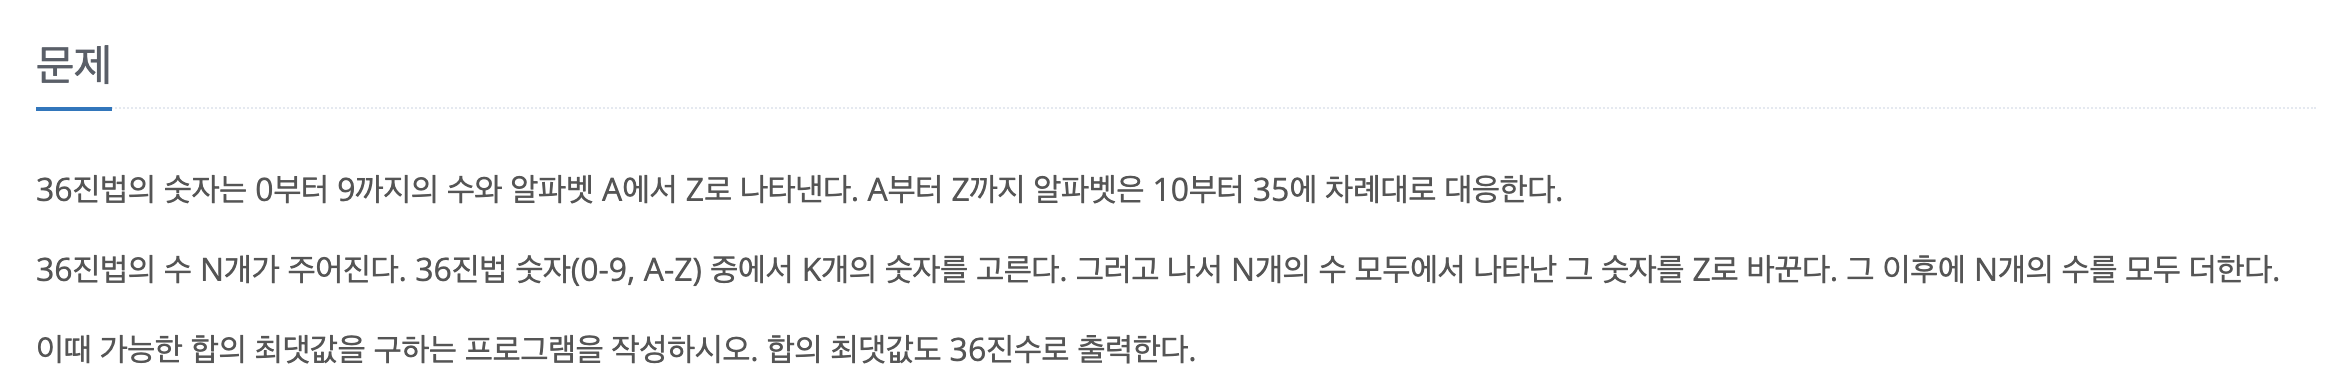 문제
36진법의 숫자는 0부터 9까지의 수와 알파벳 A에서 Z로 나타낸다. A부터 Z까지 알파벳은 10부터 35에 차례대로 대응한다.
36진법의 수 N개가 주어진다. 36진법 숫자(0-9, A-Z) 중에서 K개의 숫자를 고른다. 그러고 나서 N개의 수 모두에서 나타난 그 숫자를 Z로 바꾼다. 그 이후에 N개의 수를 모두 더한다.
이때 가능한 합의 최댓값을 구하는 프로그램을 작성하시오. 합의 최댓값도 36진수로 출력한다.